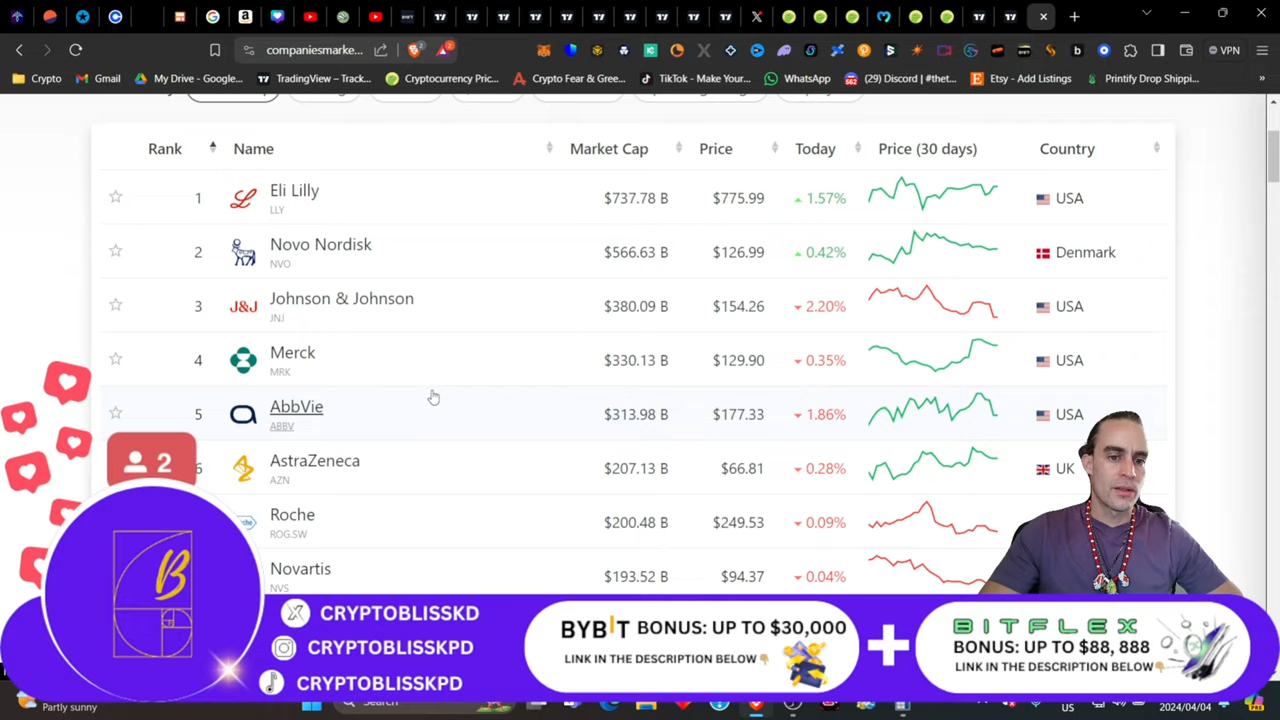 companiesmarke...
VPN
Crypto
Gmail
My Drive - Google...
TradingView – Track...
Cryptocurrency Pric...
Crypto Fear & Gree...
TikTok - Make Your...
WhatsApp
(29) Discord | #thet...
Etsy - Add Listings
Printify Drop Shippi...
Rank Name Market Cap Price Today Price (30 days) Country
1 Eli Lilly $737.78 B $775.99 1.57% USA
LLY
2 Novo Nordisk $566.63 B $126.99 0.42% Denmark
NVO
3 J&J Johnson & Johnson $380.09 B $154.26 2.20% USA
JNJ
4 Merck $330.13 B $129.90 0.35% USA
MRK
5 AbbVie $313.98 B $177.33 1.86% USA
ABBV
AstraZeneca $207.13 B $66.81 0.28% UK
AZN
Roche $200.48 B $249.53 0.09%
ROG.SW
Novartis $193.52 B $94.37 0.04%
NVS
2
B
CRYPTOBLISSKD
CRYPTOBLISSKPD
CRYPTOBLISSKPD
BYBIT BONUS: UP TO $30,000
LINK IN THE DESCRIPTION BELOW
BITFLEX
BONUS: UP TO $88, 888
LINK IN THE DESCRIPTION BELOW
Partly sunny
Search
US
2024/04/04